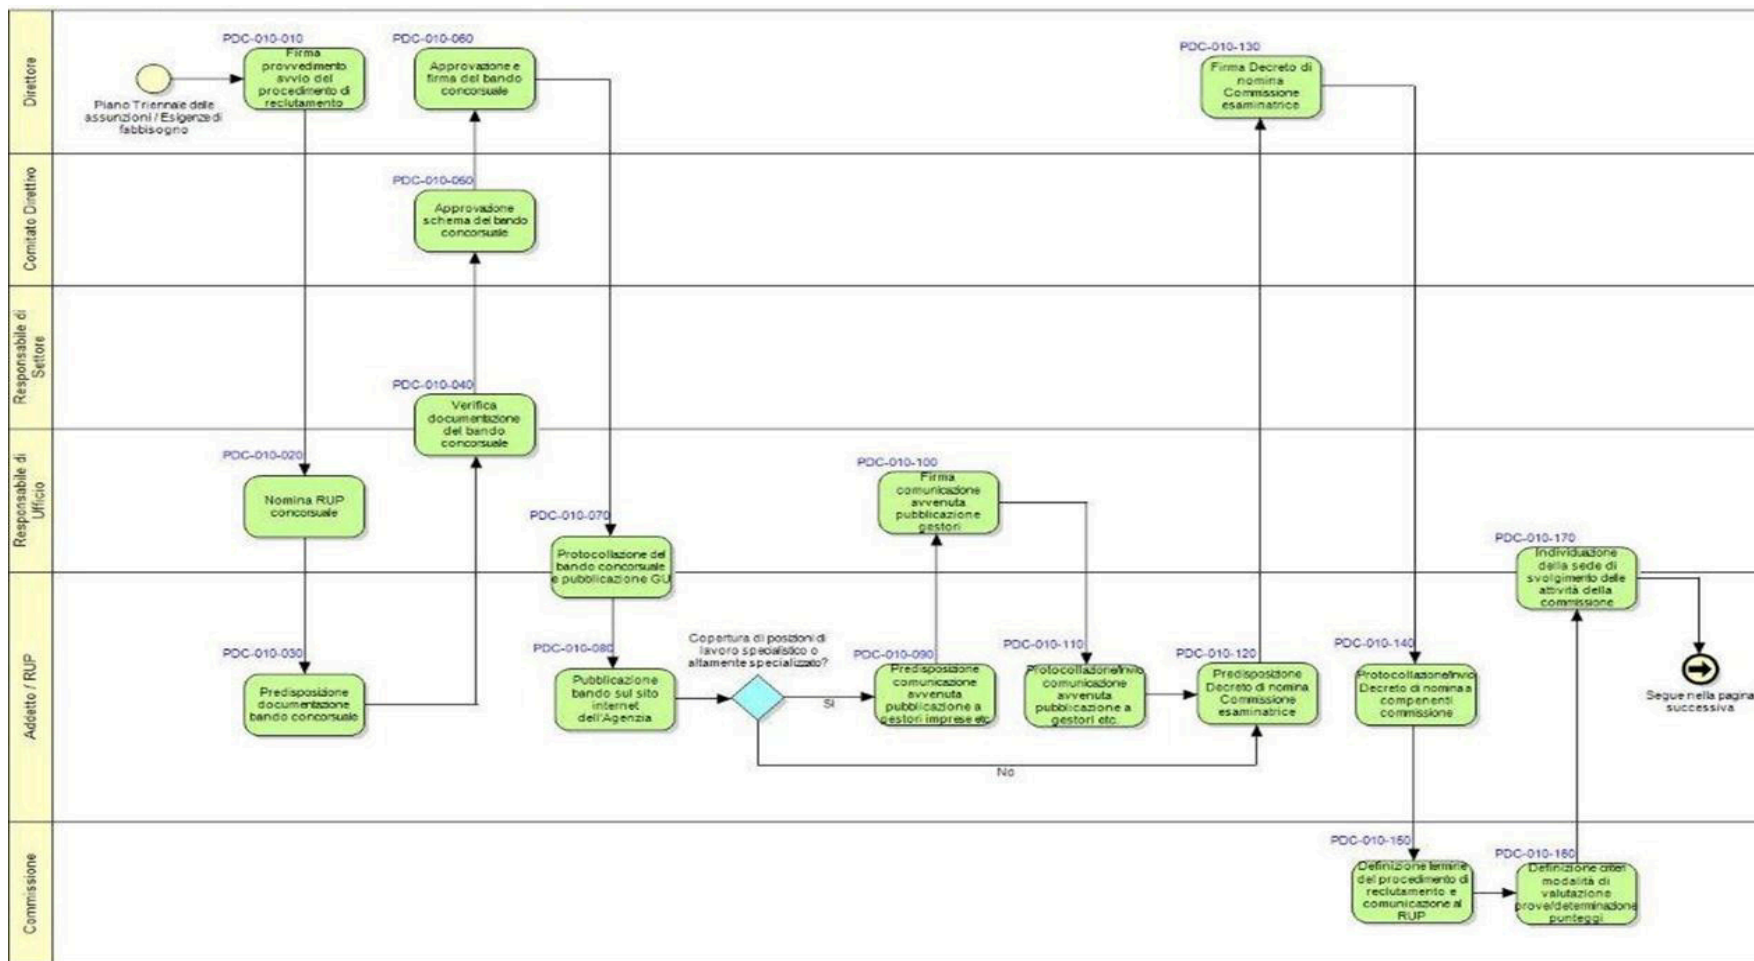 Direttore
PDC-010-010
Firma
provvedimento
avvio del
procedimento di
reclutamento
Piano Triennale delle
assunzioni / Esigenze di
fabbisogno
PDC-010-060
Approvazione e
firma del bando
concorsuale
PDC-010-130
Firma Decreto di
nomina
Commissione
esaminatrice
Comitato Direttivo
PDC-010-050
Approvazione
schema del bando
concorsuale
Responsabile di
Settore
PDC-010-040
Verifica
documentazione
del bando
concorsuale
Responsabile di
Ufficio
PDC-010-020
Nomina RUP
concorsuale
PDC-010-070
Protocollazione del
bando concorsuale
e pubblicazione GU
PDC-010-100
Firma
comunicazione
avvenuta
pubblicazione
gestori
PDC-010-170
Individuazione
della sede di
svolgimento delle
attività della
commissione
Addetto / RUP
PDC-010-030
Predisposizione
documentazione
bando concorsuale
PDC-010-080
Pubblicazione
bando sul sito
internet
dell'Agenzia
Copertura di posizioni di
lavoro specialistico o
altamente specializzato?
Si
No
PDC-010-090
Predisposizione
comunicazione
avvenuta
pubblicazione a
gestori imprese etc
PDC-010-110
Protocollazione/Invio
comunicazione
avvenuta
pubblicazione a
gestori etc.
PDC-010-120
Predisposizione
Decreto di nomina
Commissione
esaminatrice
PDC-010-140
Protocollazione/Invio
Decreto di nomina a
componenti
commissione
Segue nella pagina
successiva
Commissione
PDC-010-150
Definizione termine
del procedimento di
reclutamento e
comunicazione al
RUP
PDC-010-160
Definizione criteri
modalità di
valutazione
prove/determinazione
punteggi